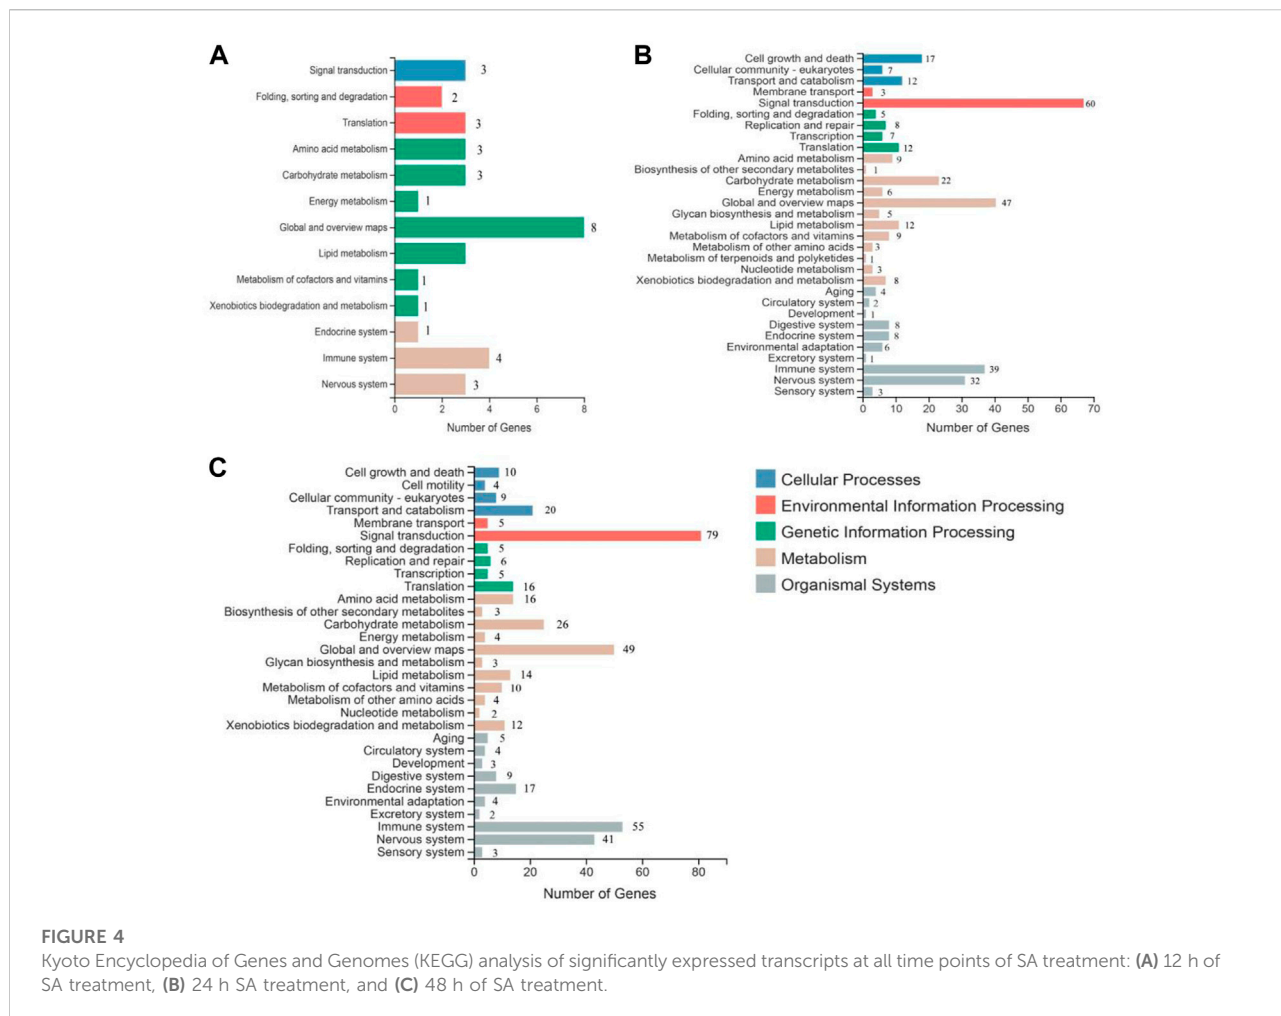 A
Signal transduction 3
Folding, sorting and degradation 2
Translation 3
Amino acid metabolism 3
Carbohydrate metabolism 3
Energy metabolism 1
Global and overview maps 8
Lipid metabolism
Metabolism of cofactors and vitamins 1
Xenobiotics biodegradation and metabolism 1
Endocrine system 1
Immune system 4
Nervous system 3
0 2 4 6 8
Number of Genes
B
Cell growth and death 17
Cellular community - eukaryotes 7
Transport and catabolism 12
Membrane transport 3
Signal transduction 60
Folding, sorting and degradation 5
Replication and repair 8
Transcription 7
Translation 12
Amino acid metabolism 9
Biosynthesis of other secondary metabolites 1
Carbohydrate metabolism 22
Energy metabolism 6
Global and overview maps 47
Glycan biosynthesis and metabolism 5
Lipid metabolism 12
Metabolism of cofactors and vitamins 9
Metabolism of other amino acids 3
Metabolism of terpenoids and polyketides 1
Nucleotide metabolism 3
Xenobiotics biodegradation and metabolism 8
Aging 4
Circulatory system 2
Development 1
Digestive system 8
Endocrine system 8
Environmental adaptation 6
Excretory system 1
Immune system 39
Nervous system 32
Sensory system 3
0 10 20 30 40 50 60 70
Number of Genes
C
Cell growth and death 10
Cell motility 4
Cellular community - eukaryotes 9
Transport and catabolism 20
Membrane transport 5
Signal transduction 79
Folding, sorting and degradation 5
Replication and repair 6
Transcription 5
Translation 16
Amino acid metabolism 16
Biosynthesis of other secondary metabolites 3
Carbohydrate metabolism 26
Energy metabolism 4
Global and overview maps 49
Glycan biosynthesis and metabolism 3
Lipid metabolism 14
Metabolism of cofactors and vitamins 10
Metabolism of other amino acids 4
Nucleotide metabolism 2
Xenobiotics biodegradation and metabolism 12
Aging 5
Circulatory system 4
Development 3
Digestive system 9
Endocrine system 17
Environmental adaptation 4
Excretory system 2
Immune system 55
Nervous system 41
Sensory system 3
0 20 40 60 80
Number of Genes
Cellular Processes
Environmental Information Processing
Genetic Information Processing
Metabolism
Organismal Systems
FIGURE 4
Kyoto Encyclopedia of Genes and Genomes (KEGG) analysis of significantly expressed transcripts at all time points of SA treatment: (A) 12 h of
SA treatment, (B) 24 h SA treatment, and (C) 48 h of SA treatment.